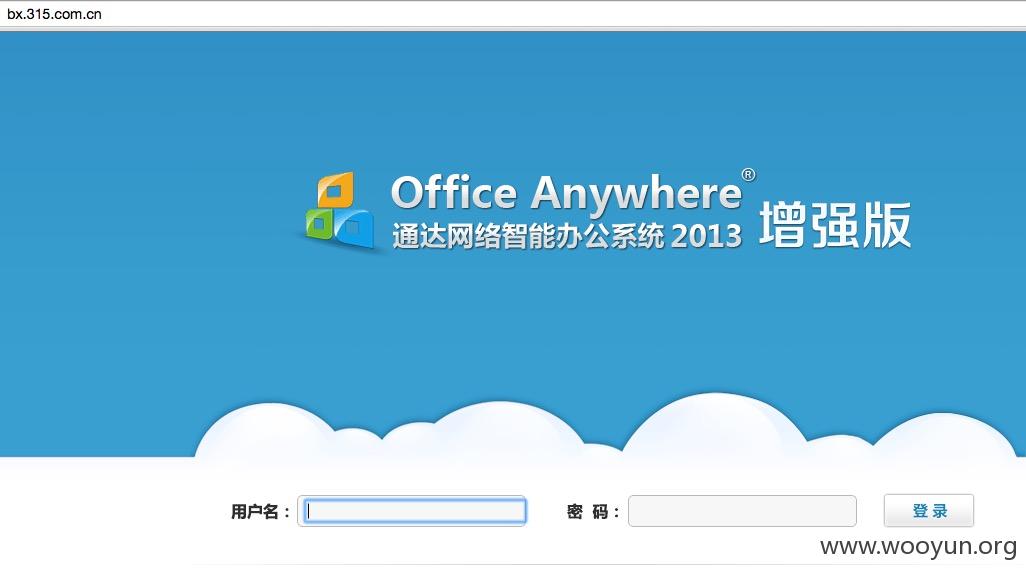 bx.315.com.cn
Office Anywhere®
通达网络智能办公系统 2013 增强版
用户名： 密 码： 登 录
www.wooyun.org